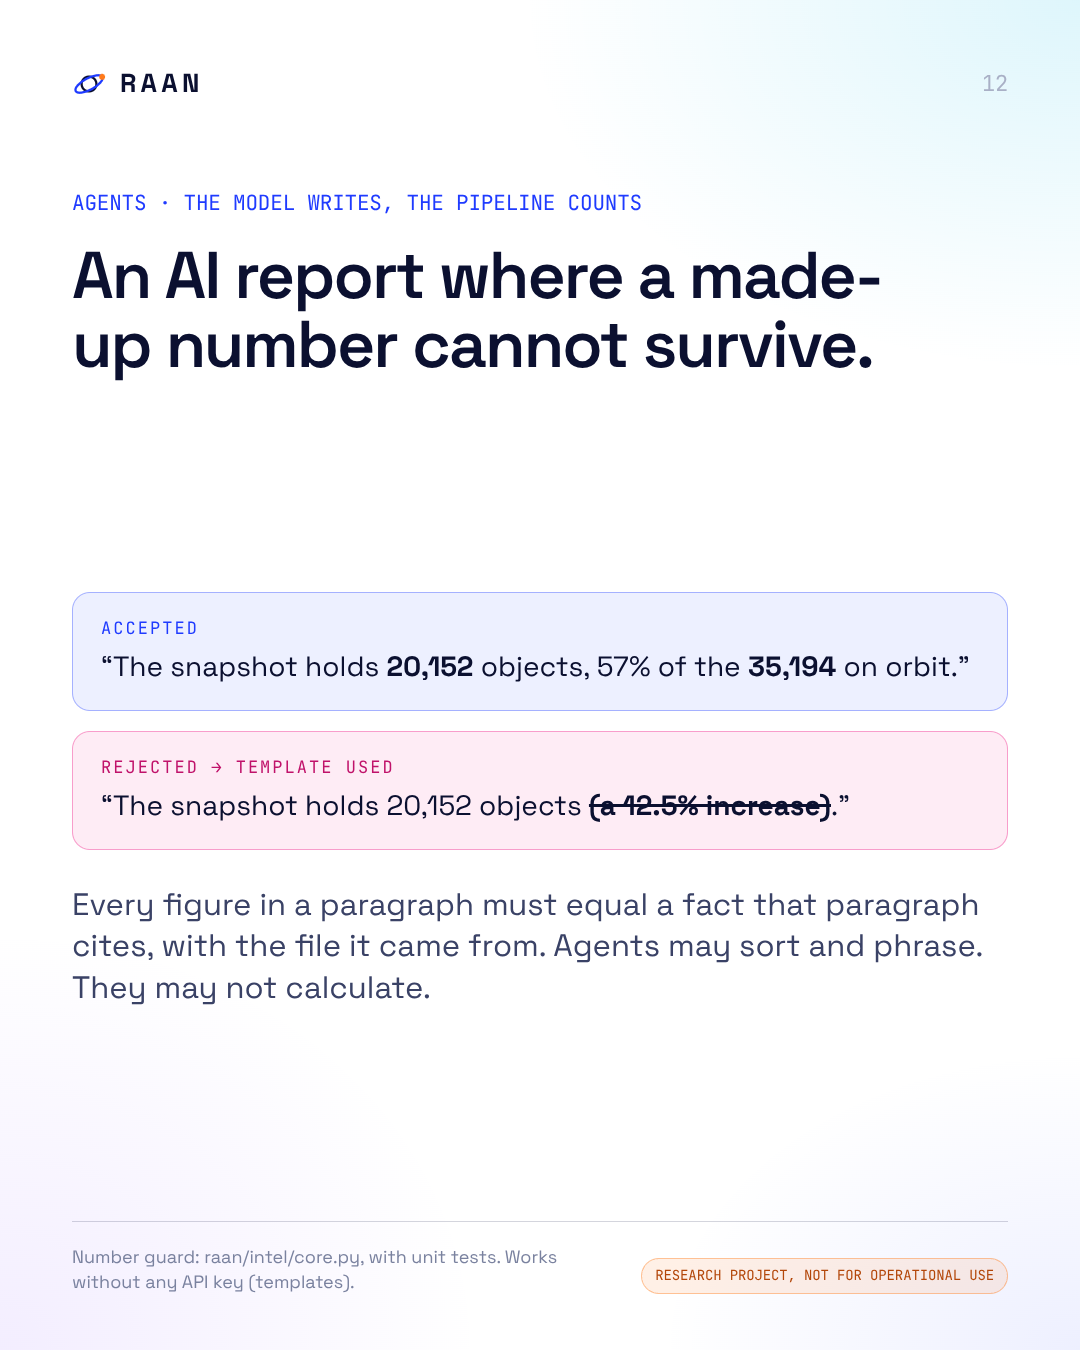 RAAN
12
AGENTS · THE MODEL WRITES, THE PIPELINE COUNTS
An AI report where a made-
up number cannot survive.
ACCEPTED
“The snapshot holds 20,152 objects, 57% of the 35,194 on orbit.”
REJECTED → TEMPLATE USED
“The snapshot holds 20,152 objects (a 12.5% increase).”
Every figure in a paragraph must equal a fact that paragraph
cites, with the file it came from. Agents may sort and phrase.
They may not calculate.
Number guard: raan/intel/core.py, with unit tests. Works
without any API key (templates).
RESEARCH PROJECT, NOT FOR OPERATIONAL USE